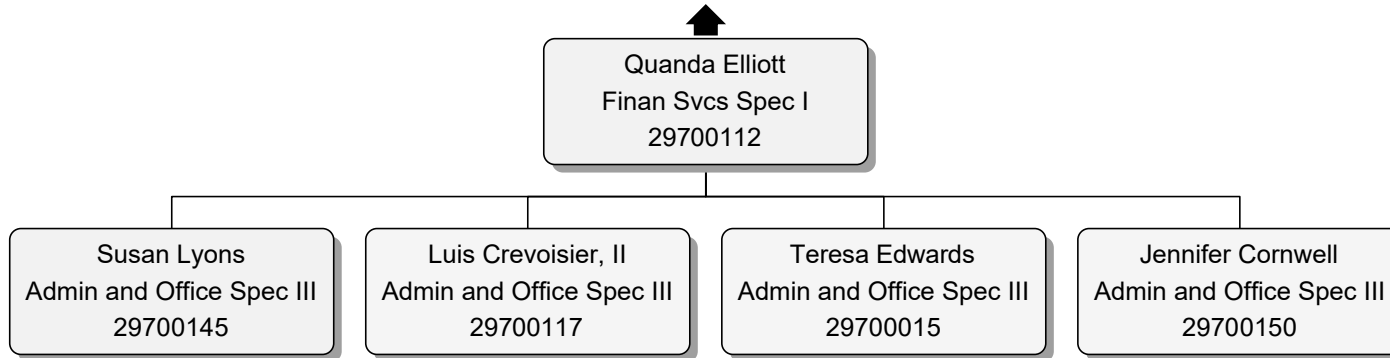 Quanda Elliott
Finan Svcs Spec I
29700112
Susan Lyons
Admin and Office Spec III
29700145
Luis Crevoisier, II
Admin and Office Spec III
29700117
Teresa Edwards
Admin and Office Spec III
29700015
Jennifer Cornwell
Admin and Office Spec III
29700150